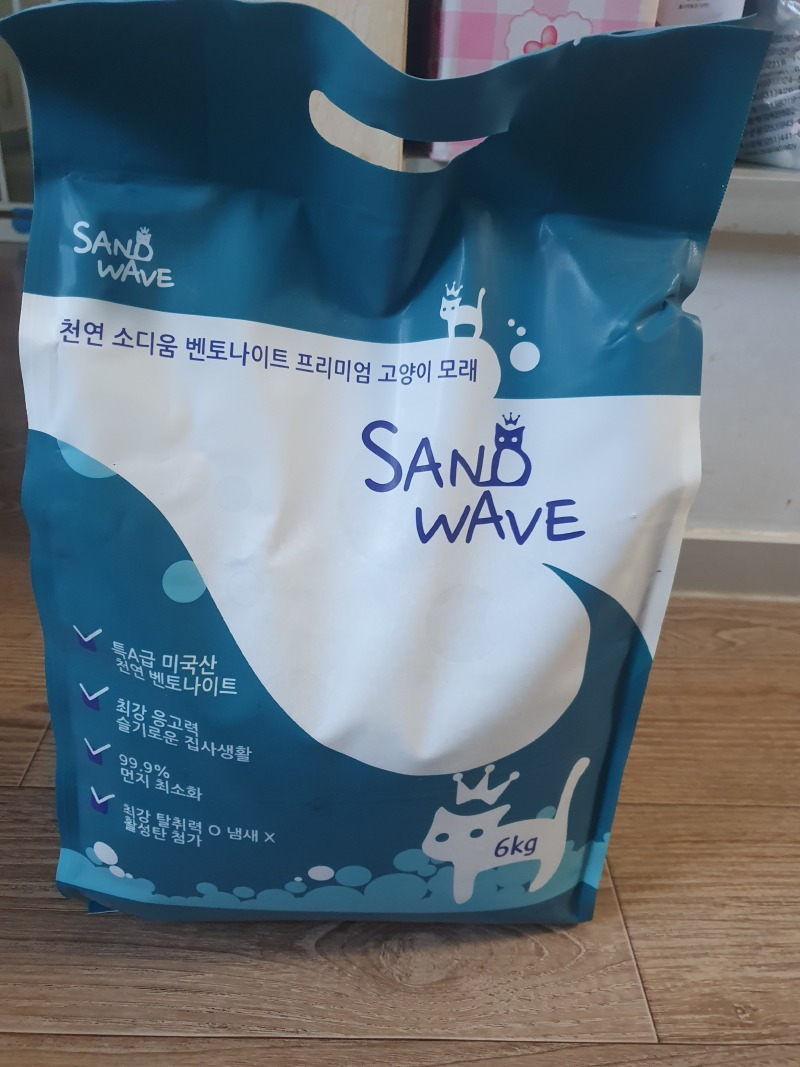 SAND
WAVE
천연 소디움 벤토나이트 프리미엄 고양이 모래
SAND
WAVE
특A급 미국산
천연 벤토나이트
최강 응고력
슬기로운 집사생활
99.9%
먼지 최소화
최강 탈취력 O 냄새 X
활성탄 첨가
6kg